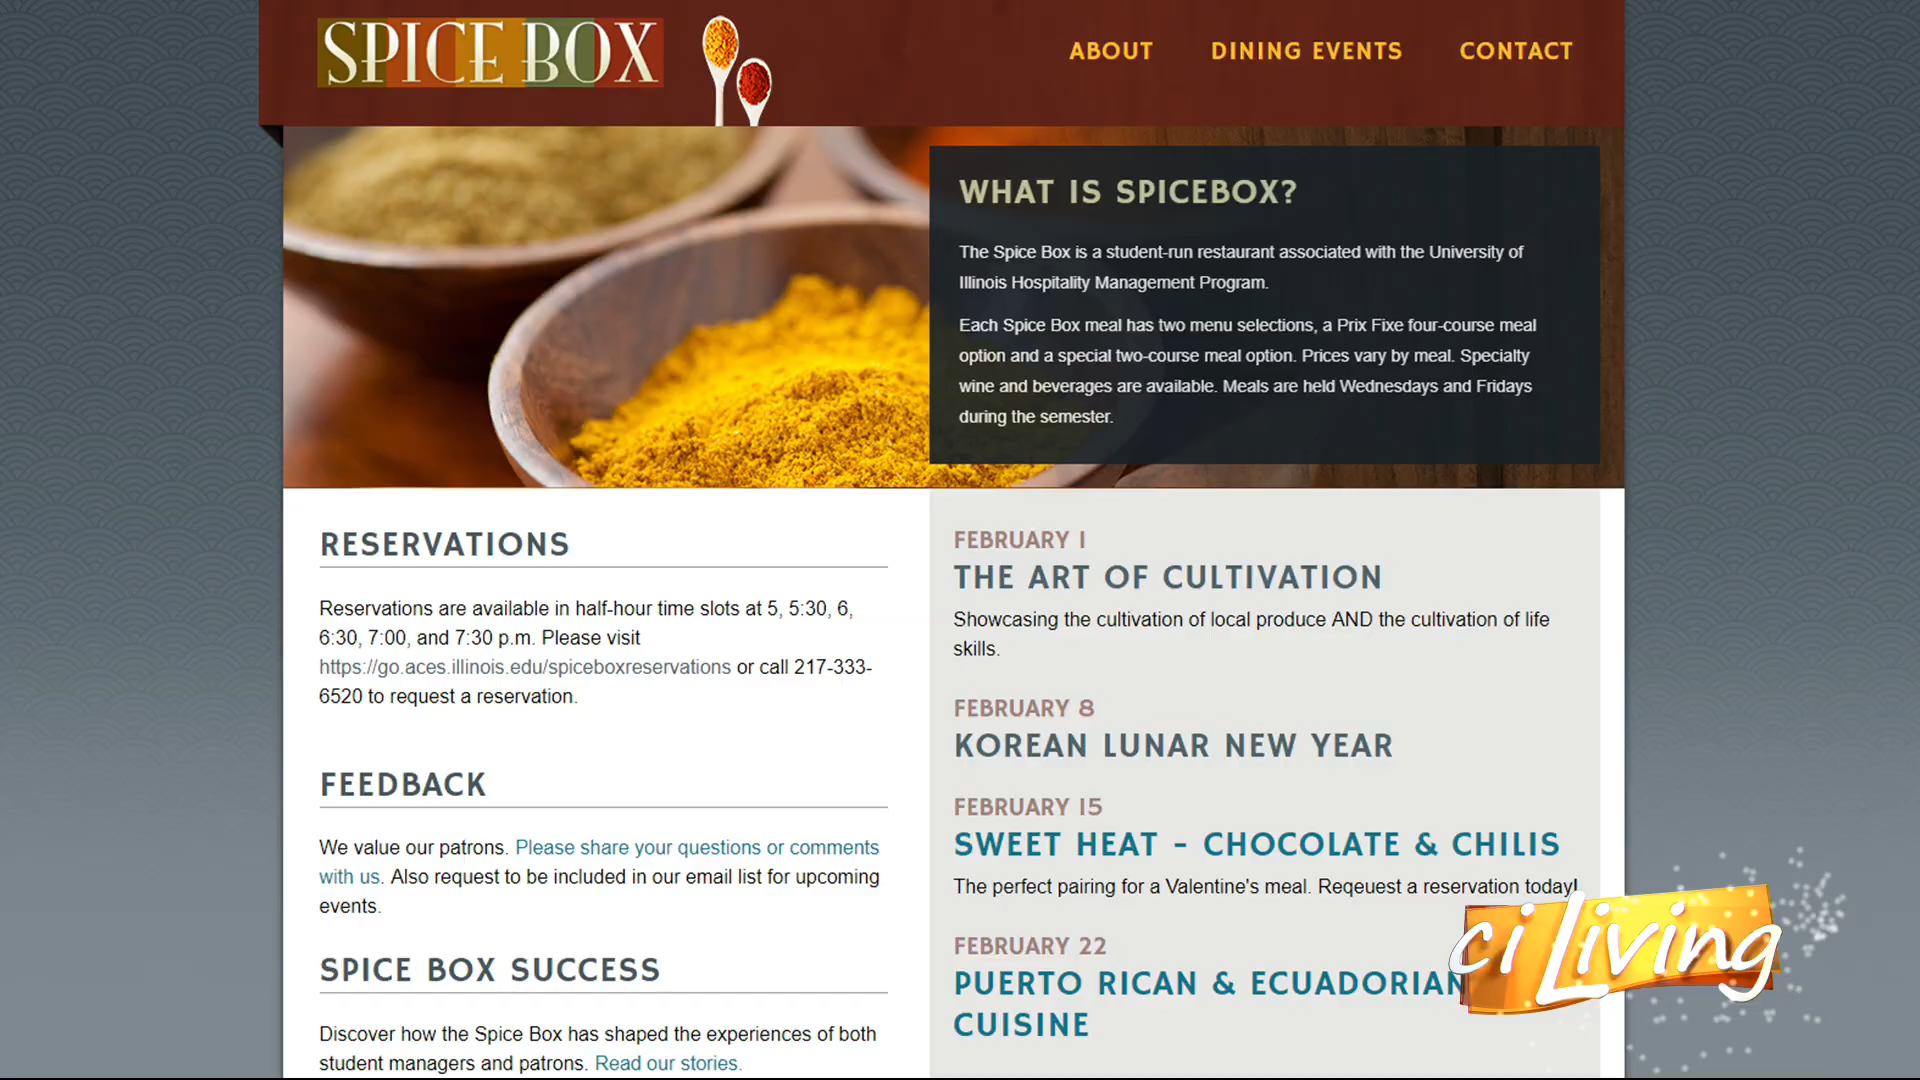 SPICE BOX
ABOUT
DINING EVENTS
CONTACT
WHAT IS SPICEBOX?
The Spice Box is a student-run restaurant associated with the University of
Illinois Hospitality Management Program.
Each Spice Box meal has two menu selections, a Prix Fixe four-course meal
option and a special two-course meal option. Prices vary by meal. Specialty
wine and beverages are available. Meals are held Wednesdays and Fridays
during the semester.
RESERVATIONS
Reservations are available in half-hour time slots at 5, 5:30, 6,
6:30, 7:00, and 7:30 p.m. Please visit
https://go.aces.illinois.edu/spiceboxreservations or call 217-333-
6520 to request a reservation.
FEEDBACK
We value our patrons. Please share your questions or comments
with us. Also request to be included in our email list for upcoming
events.
SPICE BOX SUCCESS
Discover how the Spice Box has shaped the experiences of both
student managers and patrons. Read our stories.
FEBRUARY 1
THE ART OF CULTIVATION
Showcasing the cultivation of local produce AND the cultivation of life
skills.
FEBRUARY 8
KOREAN LUNAR NEW YEAR
FEBRUARY 15
SWEET HEAT - CHOCOLATE & CHILIS
The perfect pairing for a Valentine's meal. Reqeuest a reservation today!
FEBRUARY 22
PUERTO RICAN & ECUADORIAN
CUISINE
ci Living